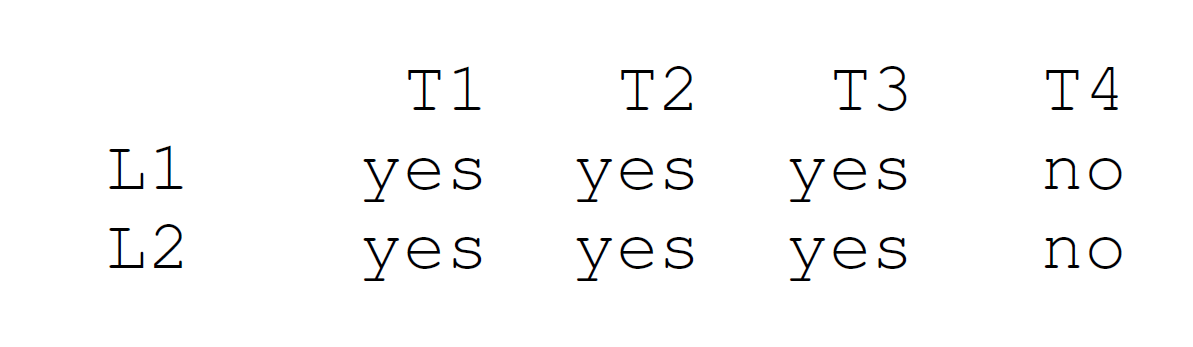 T1 T2 T3 T4
L1 yes yes yes no
L2 yes yes yes no